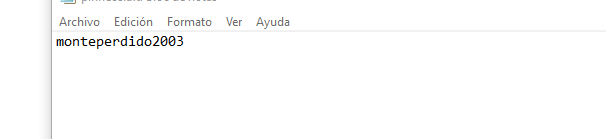 Archivo Edición Formato Ver Ayuda
monteperdido2003